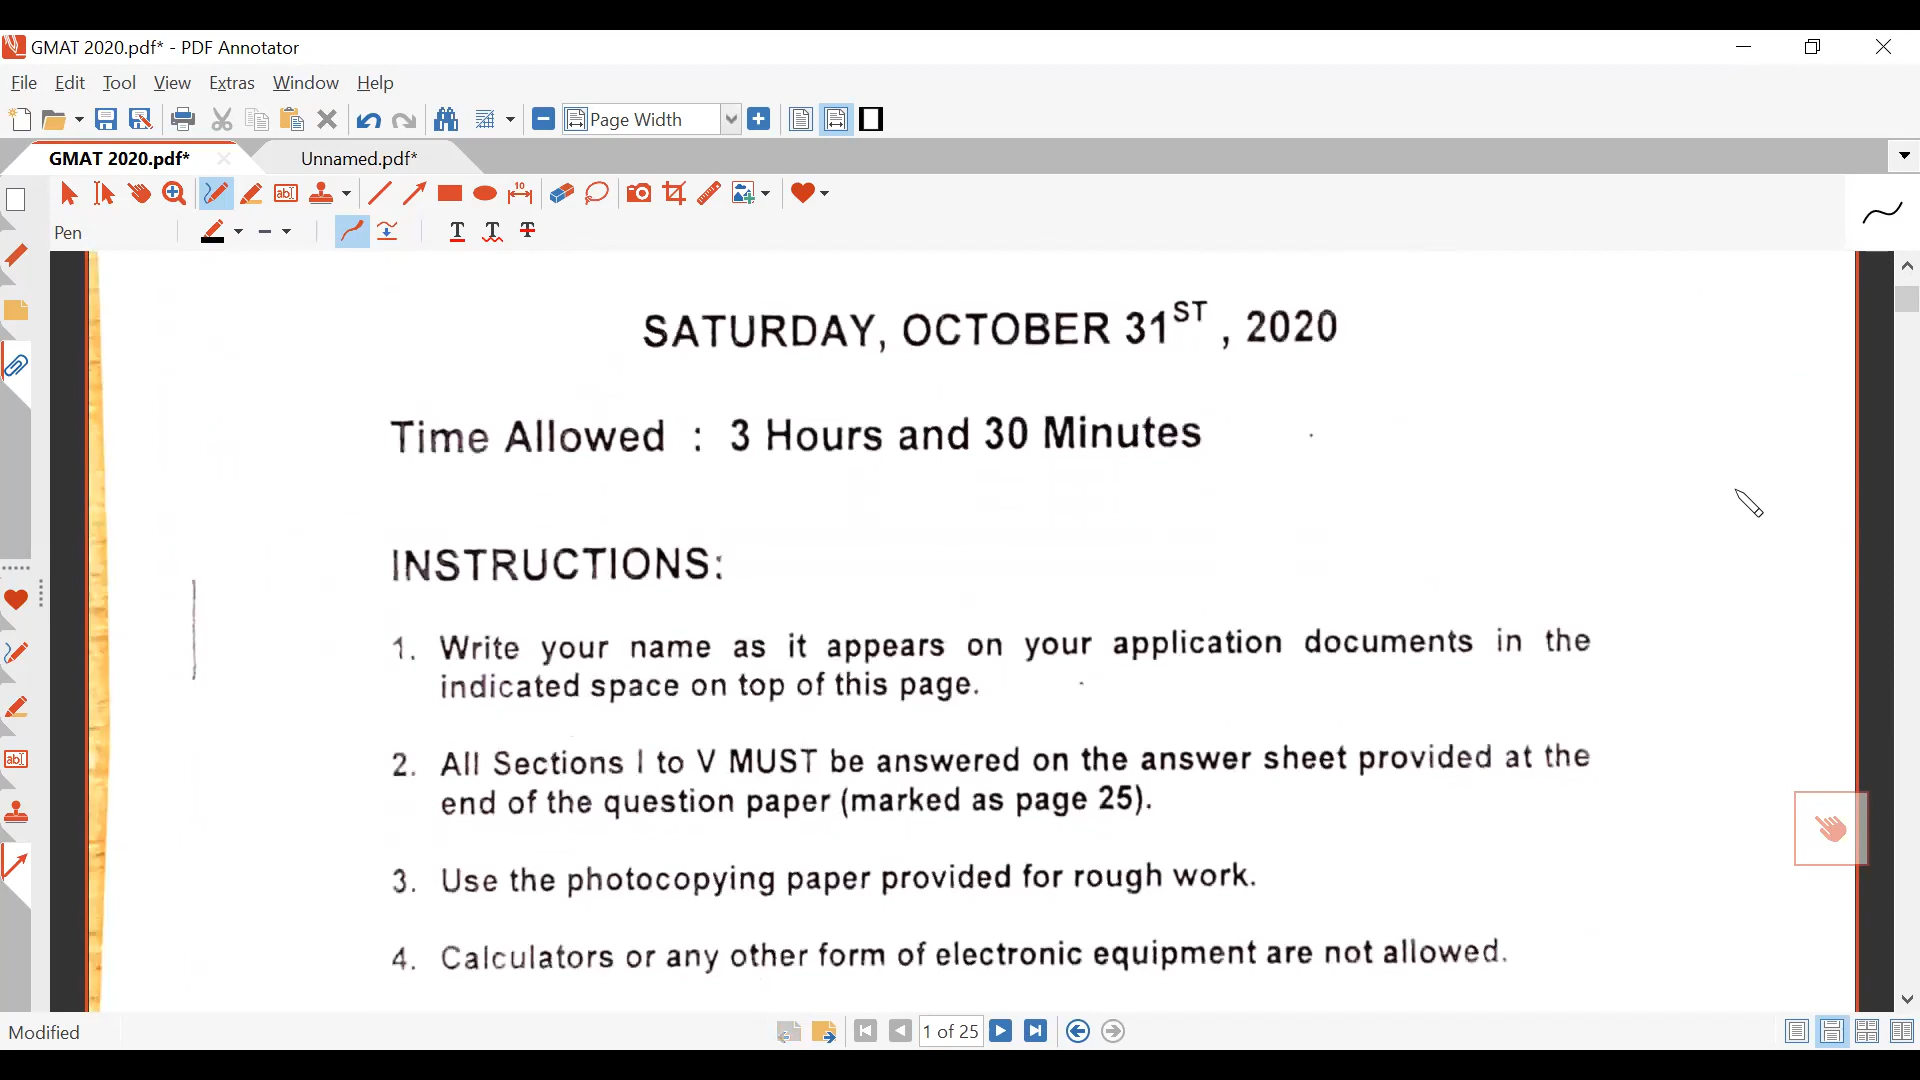 GMAT 2020.pdf* - PDF Annotator
File Edit Tool View Extras Window Help
Page Width
GMAT 2020.pdf* Unnamed.pdf*
Pen
SATURDAY, OCTOBER 31ST , 2020
Time Allowed : 3 Hours and 30 Minutes
INSTRUCTIONS:
1. Write your name as it appears on your application documents in the
indicated space on top of this page.
2. All Sections I to V MUST be answered on the answer sheet provided at the
end of the question paper (marked as page 25).
3. Use the photocopying paper provided for rough work.
4. Calculators or any other form of electronic equipment are not allowed.
Modified 1 of 25